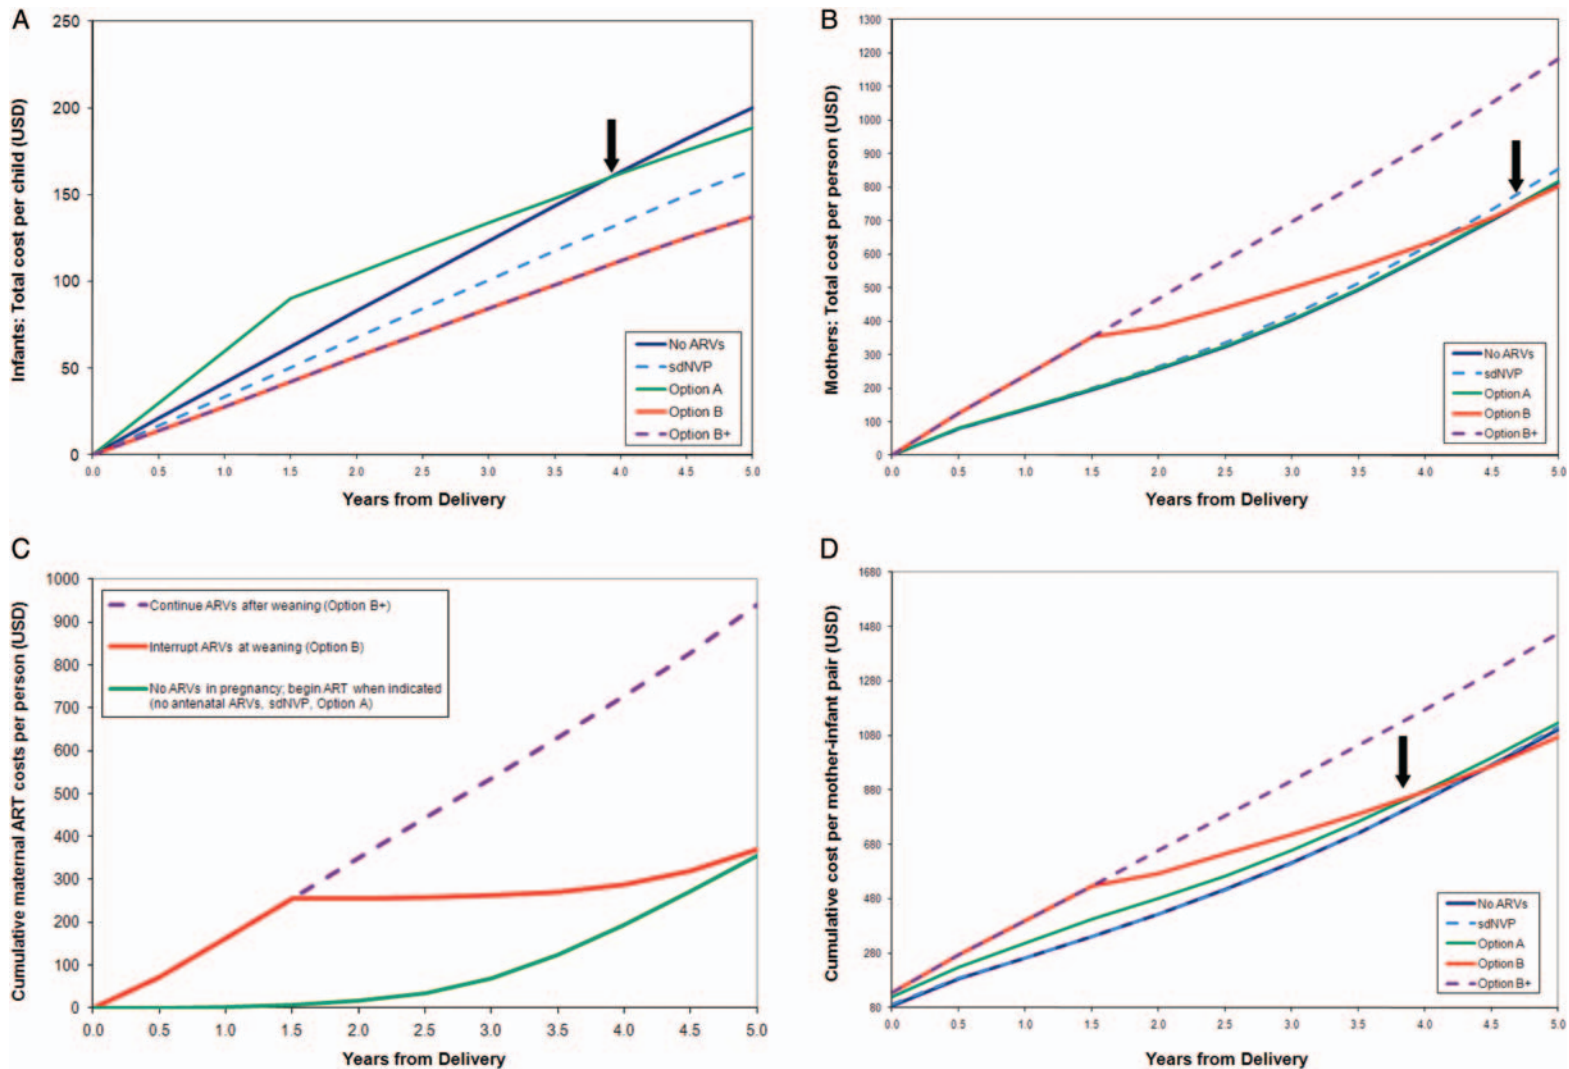 A
Infants: Total cost per child (USD)
250
200
150
100
50
0
0.0 0.5 1.0 1.5 2.0 2.5 3.0 3.5 4.0 4.5 5.0
Years from Delivery
No ARVs
sdNVP
Option A
Option B
Option B+
B
Mothers: Total cost per person (USD)
1300
1200
1100
1000
900
800
700
600
500
400
300
200
100
0
0.0 0.5 1.0 1.5 2.0 2.5 3.0 3.5 4.0 4.5 5.0
Years from Delivery
No ARVs
sdNVP
Option A
Option B
Option B+
C
Cumulative maternal ART costs per person (USD)
1000
900
800
700
600
500
400
300
200
100
0
0.0 0.5 1.0 1.5 2.0 2.5 3.0 3.5 4.0 4.5 5.0
Years from Delivery
Continue ARVs after weaning (Option B+)
Interrupt ARVs at weaning (Option B)
No ARVs in pregnancy; begin ART when indicated
(no antenatal ARVs, sdNVP, Option A)
D
Cumulative cost per mother-infant pair (USD)
1680
1480
1280
1080
880
680
480
280
80
0.0 0.5 1.0 1.5 2.0 2.5 3.0 3.5 4.0 4.5 5.0
Years from Delivery
No ARVs
sdNVP
Option A
Option B
Option B+